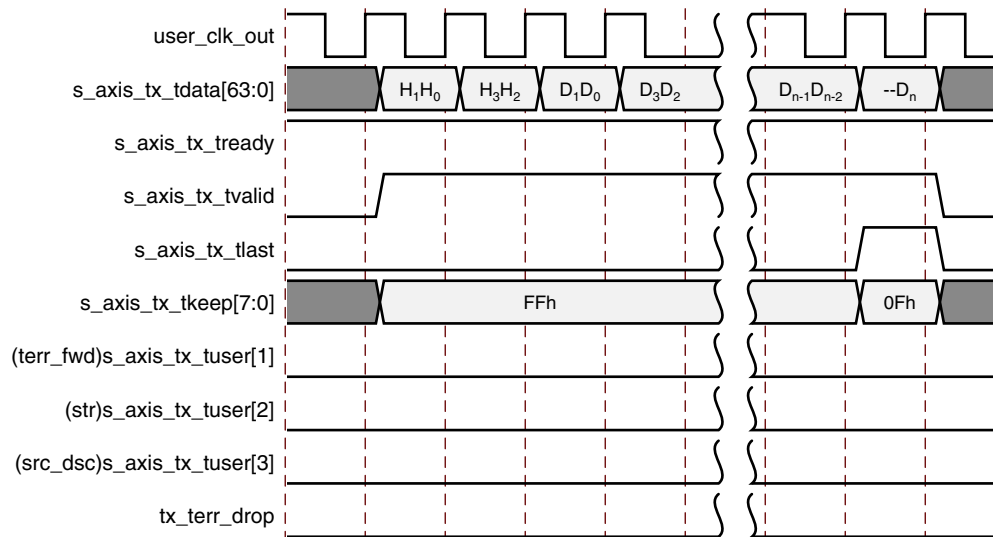 user_clk_out
s_axis_tx_tdata[63:0] H₁H₀ H₃H₂ D₁D₀ D₃D₂ Dₙ₋₁Dₙ₋₂ --Dₙ
s_axis_tx_tready
s_axis_tx_tvalid
s_axis_tx_tlast
s_axis_tx_tkeep[7:0] FFh 0Fh
(terr_fwd)s_axis_tx_tuser[1]
(str)s_axis_tx_tuser[2]
(src_dsc)s_axis_tx_tuser[3]
tx_terr_drop